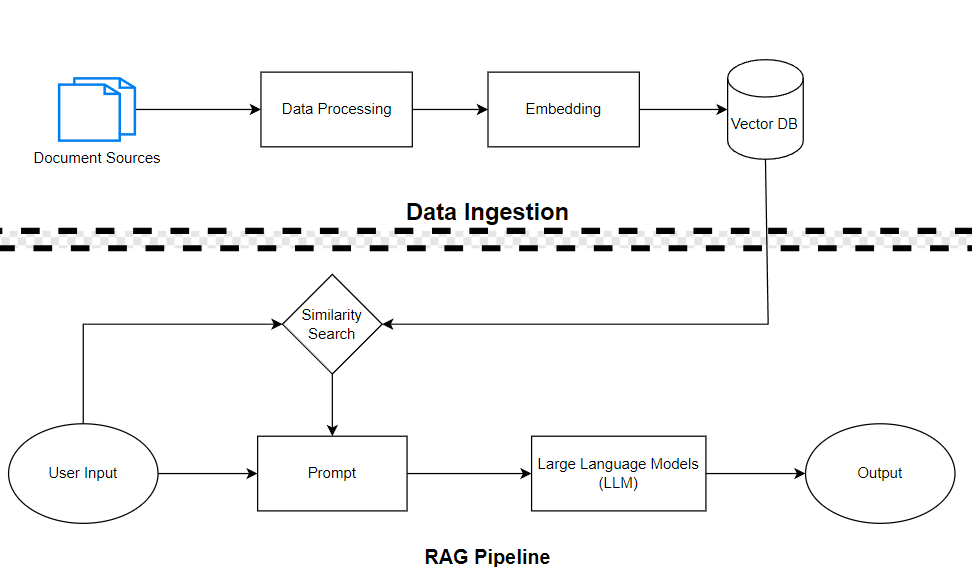 Data Processing
Embedding
Vector DB
Document Sources
Data Ingestion
Similarity
Search
User Input
Prompt
Large Language Models
(LLM)
Output
RAG Pipeline